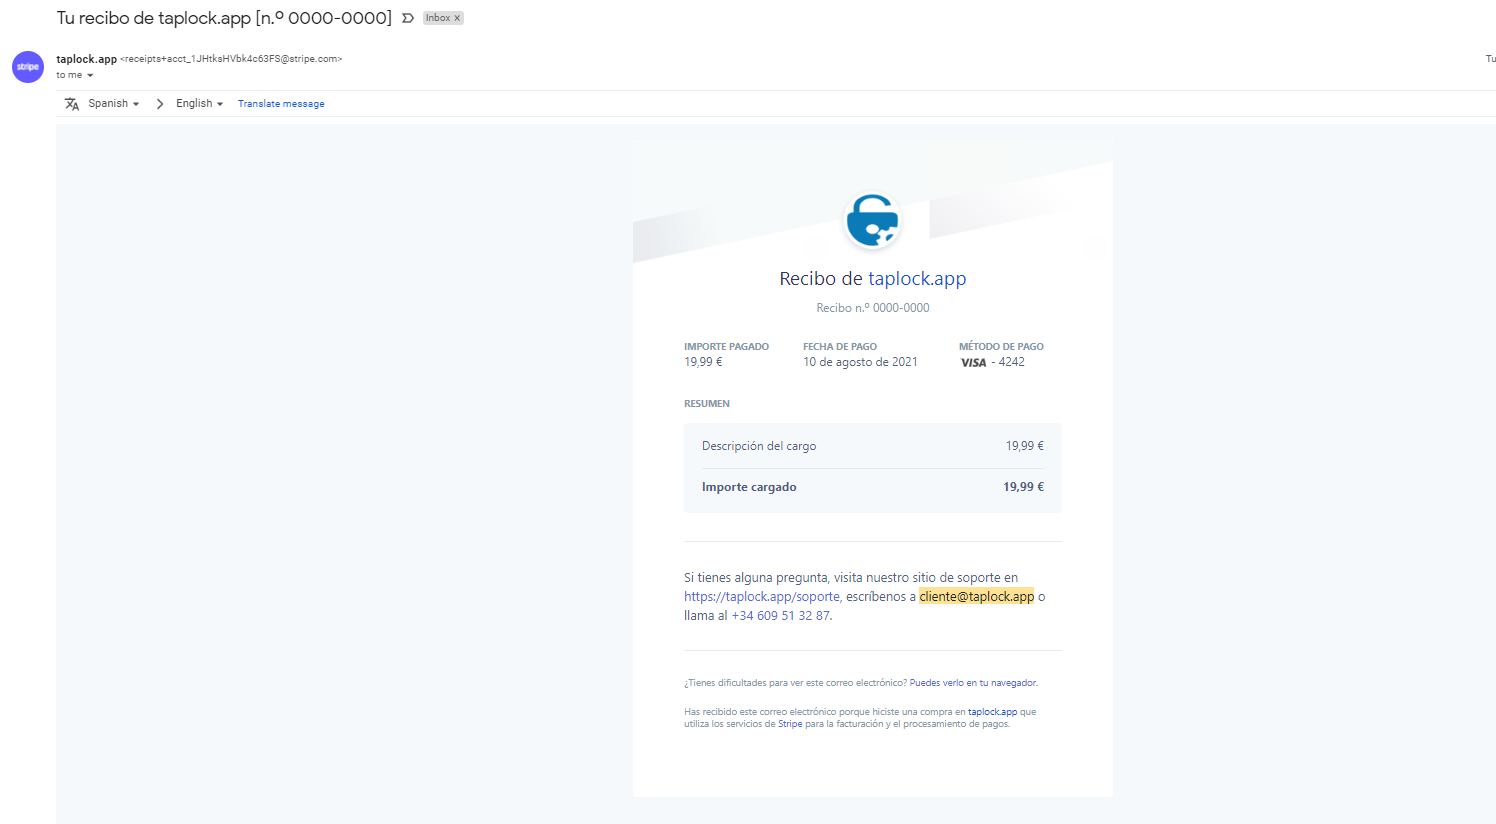 Tu recibo de taplock.app [n.º 0000-0000] Inbox x
stripe
taplock.app <receipts+acct_1JHtksHVbk4c63FS@stripe.com> Tu
to me
Spanish English Translate message
Recibo de taplock.app
Recibo n.º 0000-0000
IMPORTE PAGADO FECHA DE PAGO MÉTODO DE PAGO
19,99 € 10 de agosto de 2021 VISA - 4242
RESUMEN
Descripción del cargo 19,99 €
Importe cargado 19,99 €
Si tienes alguna pregunta, visita nuestro sitio de soporte en
https://taplock.app/soporte, escríbenos a cliente@taplock.app o
llama al +34 609 51 32 87.
¿Tienes dificultades para ver este correo electrónico? Puedes verlo en tu navegador.
Has recibido este correo electrónico porque hiciste una compra en taplock.app que
utiliza los servicios de Stripe para la facturación y el procesamiento de pagos.